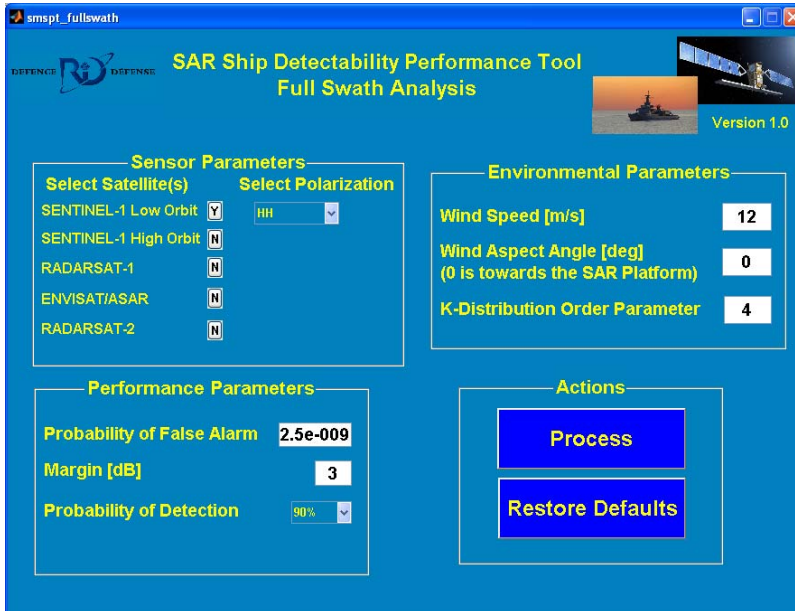 smspt_fullswath
DEFENCE R&D DEFENSE
SAR Ship Detectability Performance Tool
Full Swath Analysis
Version 1.0
Sensor Parameters
Select Satellite(s) Select Polarization
SENTINEL-1 Low Orbit Y HH
SENTINEL-1 High Orbit N
RADARSAT-1 N
ENVISAT/ASAR N
RADARSAT-2 N
Environmental Parameters
Wind Speed [m/s] 12
Wind Aspect Angle [deg]
(0 is towards the SAR Platform) 0
K-Distribution Order Parameter 4
Performance Parameters
Probability of False Alarm 2.5e-009
Margin [dB] 3
Probability of Detection 90%
Actions
Process
Restore Defaults